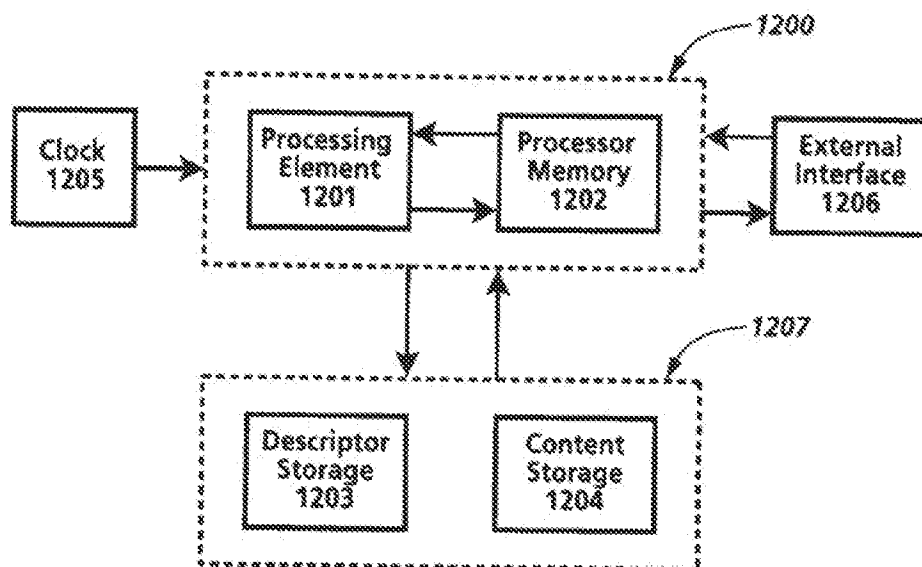 1200
Clock
1205
Processing
Element
1201
Processor
Memory
1202
External
Interface
1206
1207
Descriptor
Storage
1203
Content
Storage
1204